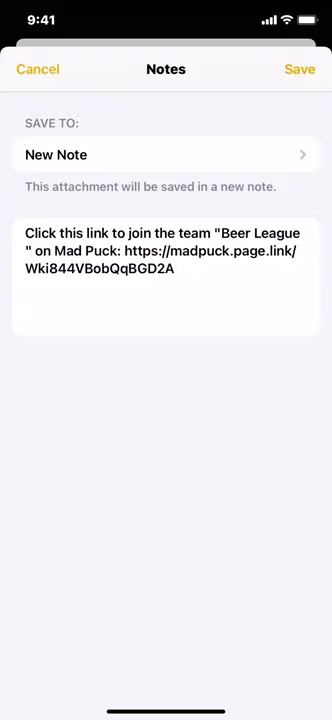 9:41
Cancel
Notes
Save
SAVE TO:
New Note
This attachment will be saved in a new note.
Click this link to join the team "Beer League
" on Mad Puck: https://madpuck.page.link/
Wki844VBobQqBGD2A